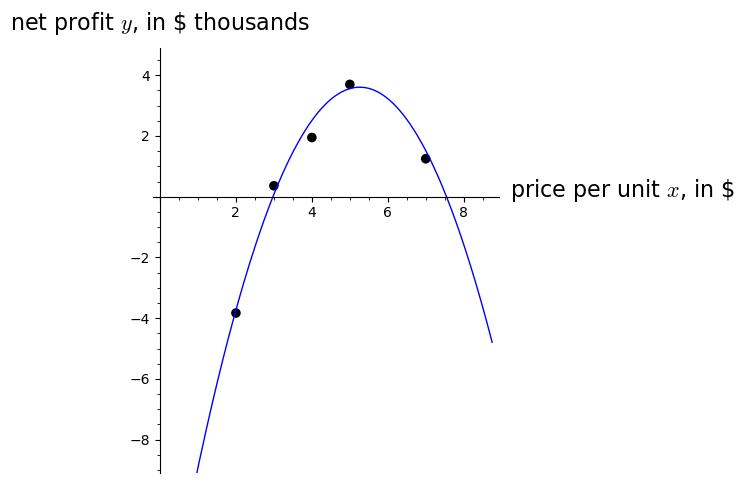 net profit y, in $ thousands
4
2
price per unit x, in $
2 4 6 8
−2
−4
−6
−8